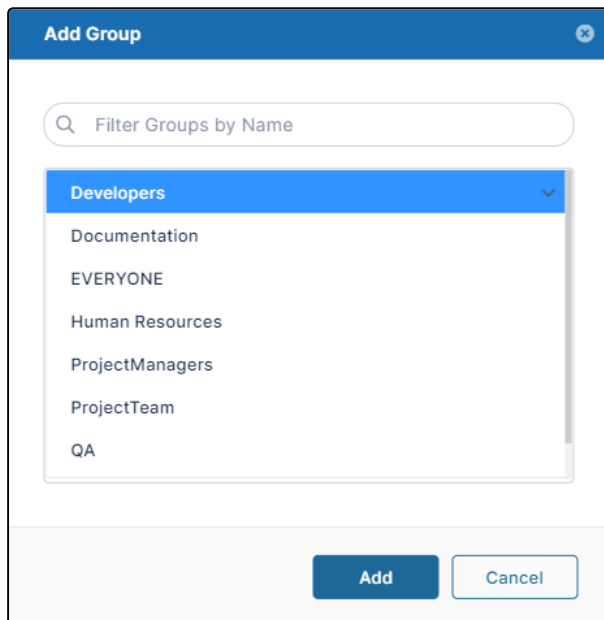 Add Group
Filter Groups by Name
Developers
Documentation
EVERYONE
Human Resources
ProjectManagers
ProjectTeam
QA
Add
Cancel